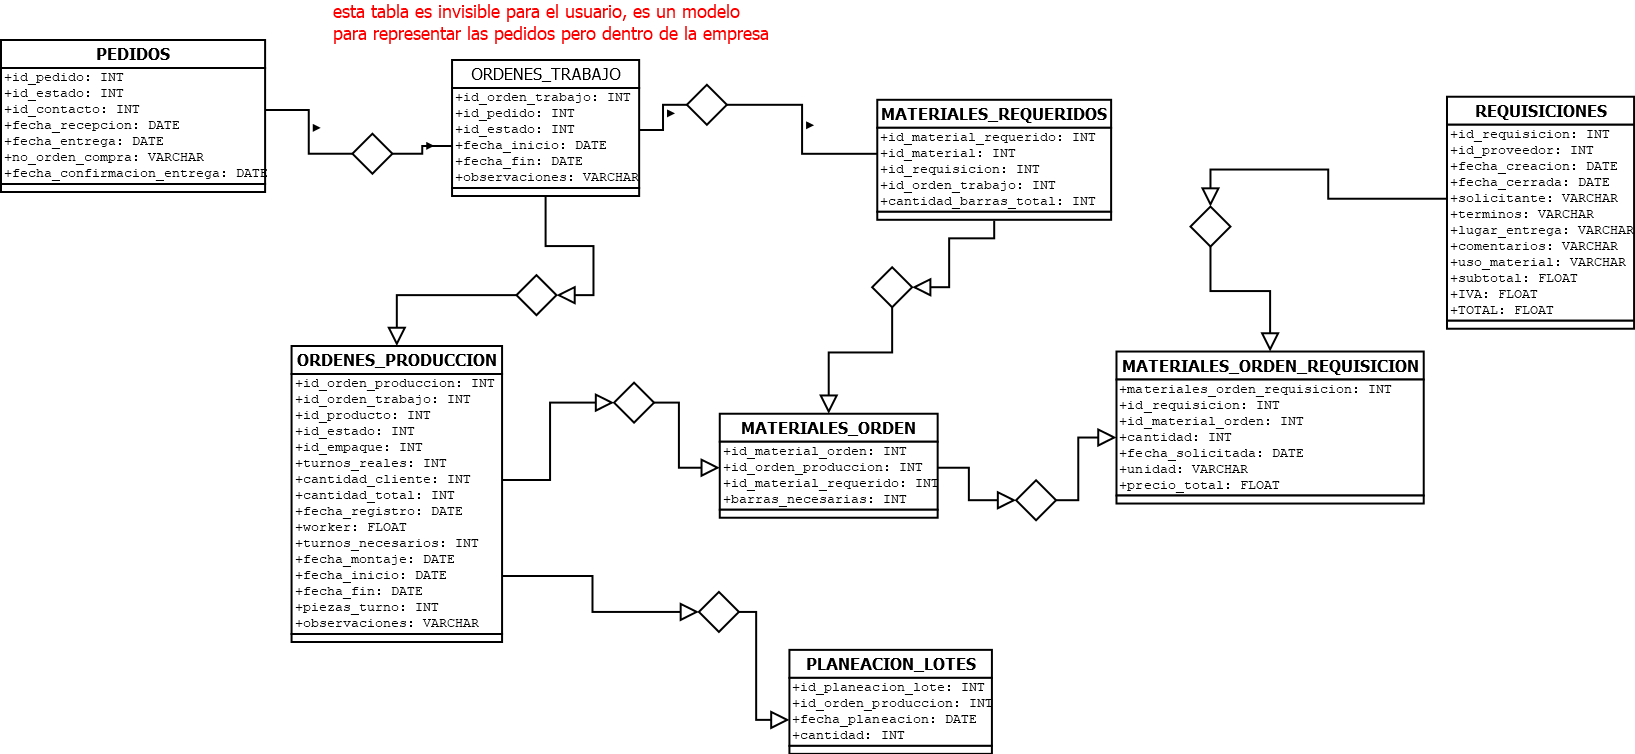 esta tabla es invisible para el usuario, es un modelo
para representar las pedidos pero dentro de la empresa
PEDIDOS
+id_pedido: INT
+id_estado: INT
+id_contacto: INT
+fecha_recepcion: DATE
+fecha_entrega: DATE
+no_orden_compra: VARCHAR
+fecha_confirmacion_entrega: DATE
ORDENES_TRABAJO
+id_orden_trabajo: INT
+id_pedido: INT
+id_estado: INT
+fecha_inicio: DATE
+fecha_fin: DATE
+observaciones: VARCHAR
MATERIALES_REQUERIDOS
+id_material_requerido: INT
+id_material: INT
+id_requisicion: INT
+id_orden_trabajo: INT
+cantidad_barras_total: INT
REQUISICIONES
+id_requisicion: INT
+id_proveedor: INT
+fecha_creacion: DATE
+fecha_cerrada: DATE
+solicitante: VARCHAR
+terminos: VARCHAR
+lugar_entrega: VARCHAR
+comentarios: VARCHAR
+uso_material: VARCHAR
+subtotal: FLOAT
+IVA: FLOAT
+TOTAL: FLOAT
ORDENES_PRODUCCION
+id_orden_produccion: INT
+id_orden_trabajo: INT
+id_producto: INT
+id_estado: INT
+id_empaque: INT
+turnos_reales: INT
+cantidad_cliente: INT
+cantidad_total: INT
+fecha_registro: DATE
+worker: FLOAT
+turnos_necesarios: INT
+fecha_montaje: DATE
+fecha_inicio: DATE
+fecha_fin: DATE
+piezas_turno: INT
+observaciones: VARCHAR
MATERIALES_ORDEN
+id_material_orden: INT
+id_orden_produccion: INT
+id_material_requerido: INT
+barras_necesarias: INT
MATERIALES_ORDEN_REQUISICION
+materiales_orden_requisicion: INT
+id_requisicion: INT
+id_material_orden: INT
+cantidad: INT
+fecha_solicitada: DATE
+unidad: VARCHAR
+precio_total: FLOAT
PLANEACION_LOTES
+id_planeacion_lote: INT
+id_orden_produccion: INT
+fecha_planeacion: DATE
+cantidad: INT